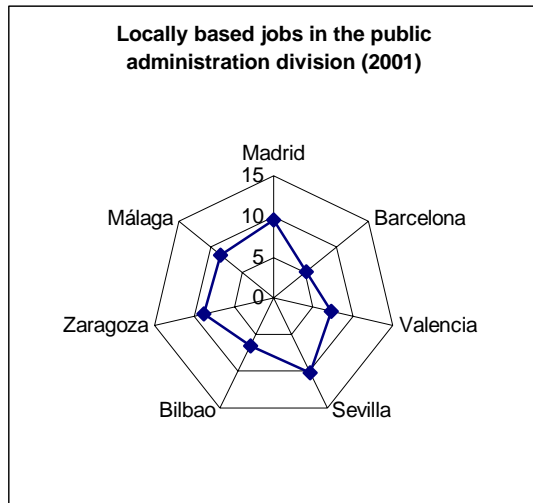 Locally based jobs in the public
administration division (2001)
Madrid
15
Málaga
Barcelona
10
5
0
Zaragoza
Valencia
Bilbao
Sevilla